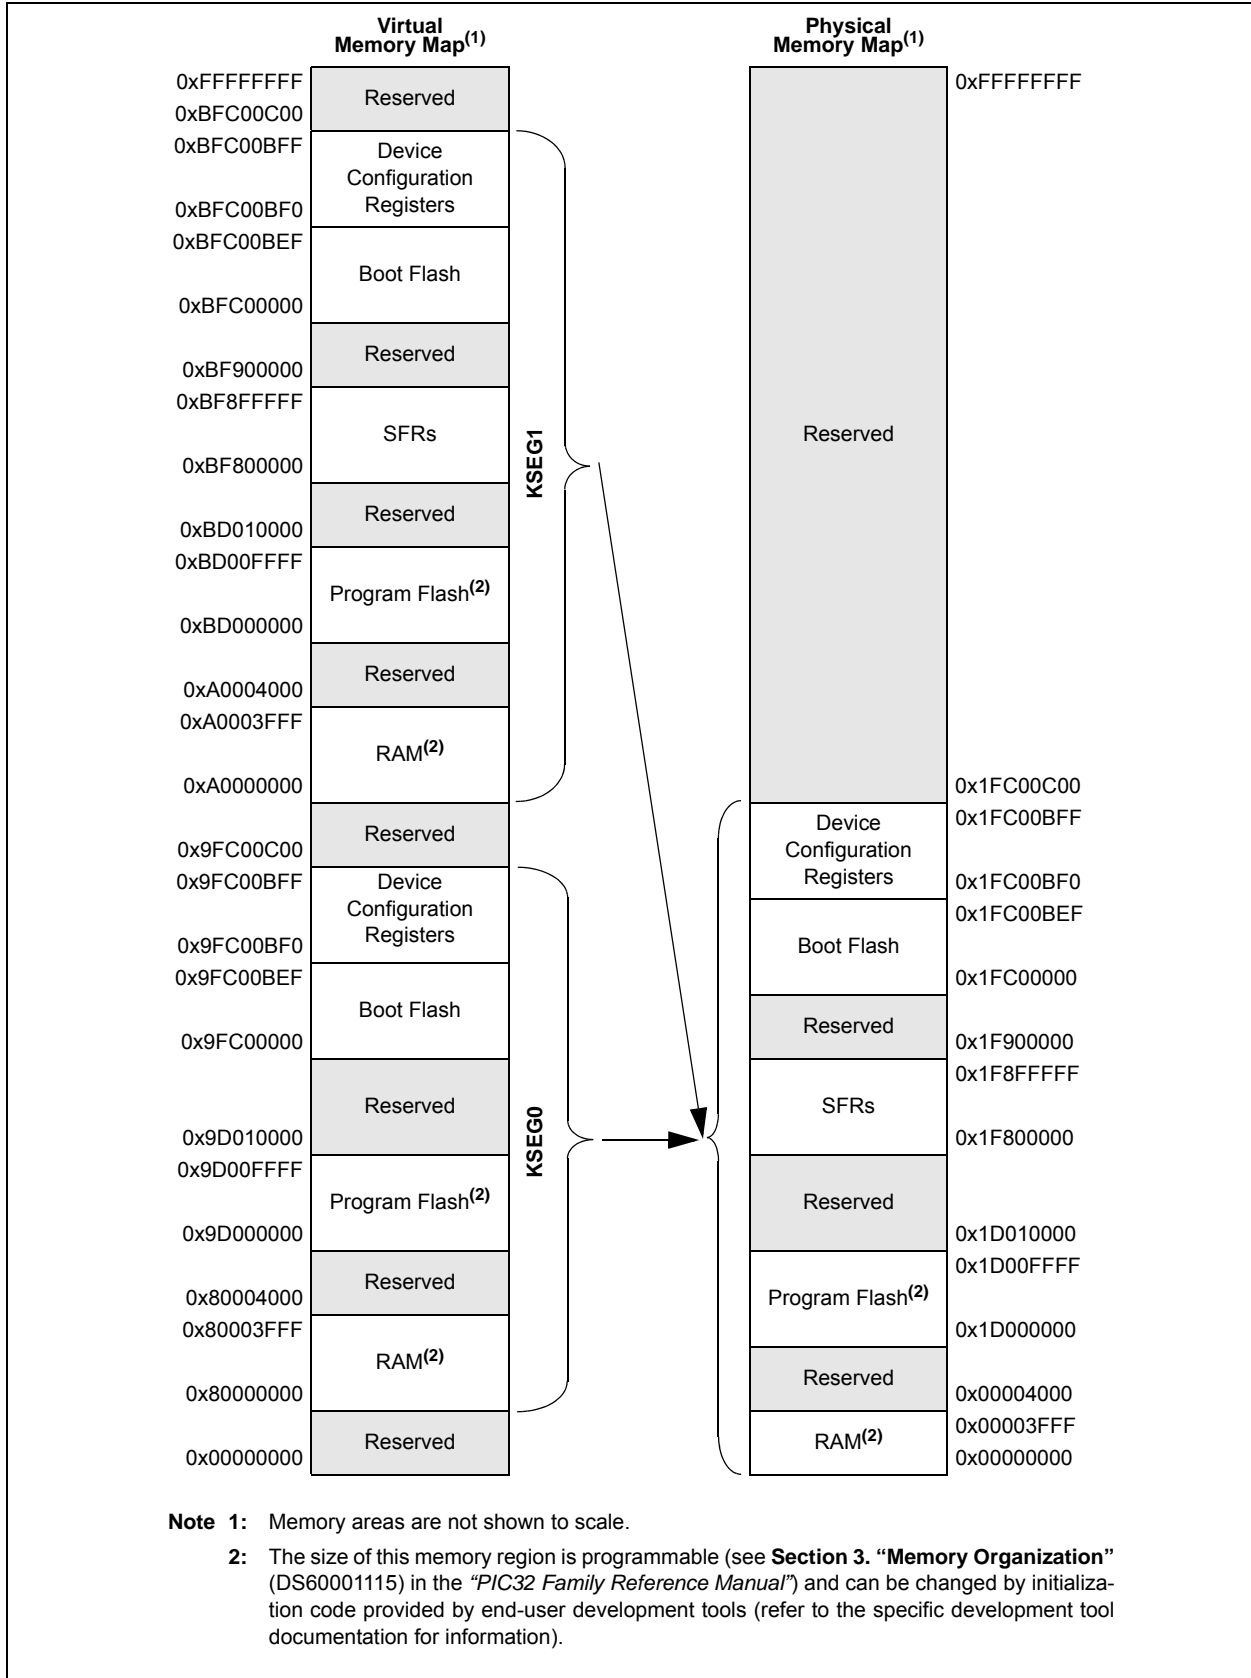 Virtual
Memory Map(1)
0xFFFFFFFF
Reserved
0xBFC00C00
0xBFC00BFF
Device
Configuration
Registers
0xBFC00BF0
0xBFC00BEF
Boot Flash
0xBFC00000
Reserved
0xBF900000
0xBF8FFFFF
SFRs
0xBF800000
Reserved
0xBD010000
0xBD00FFFF
Program Flash(2)
0xBD000000
Reserved
0xA0004000
0xA0003FFF
RAM(2)
0xA0000000
KSEG1
Reserved
0x9FC00C00
0x9FC00BFF
Device
Configuration
Registers
0x9FC00BF0
0x9FC00BEF
Boot Flash
0x9FC00000
Reserved
0x9D010000
0x9D00FFFF
Program Flash(2)
0x9D000000
Reserved
0x80004000
0x80003FFF
RAM(2)
0x80000000
KSEG0
Reserved
0x00000000
Physical
Memory Map(1)
0xFFFFFFFF
Reserved
0x1FC00C00
0x1FC00BFF
Device
Configuration
Registers
0x1FC00BF0
0x1FC00BEF
Boot Flash
0x1FC00000
Reserved
0x1F900000
0x1F8FFFFF
SFRs
0x1F800000
Reserved
0x1D010000
0x1D00FFFF
Program Flash(2)
0x1D000000
Reserved
0x00004000
0x00003FFF
RAM(2)
0x00000000
Note 1: Memory areas are not shown to scale.
2: The size of this memory region is programmable (see Section 3. “Memory Organization”
(DS60001115) in the “PIC32 Family Reference Manual”) and can be changed by initializa-
tion code provided by end-user development tools (refer to the specific development tool
documentation for information).